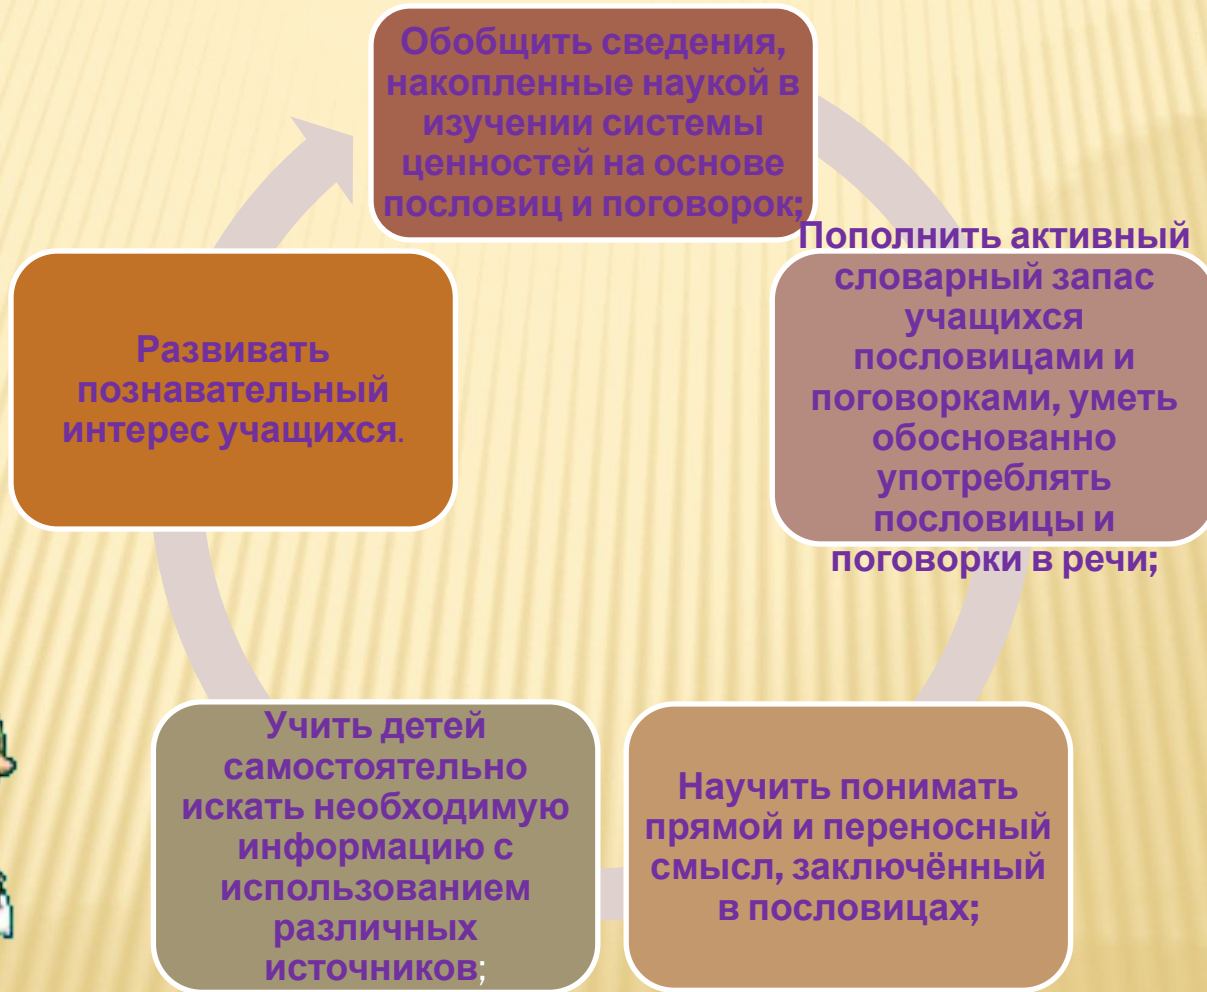 Обобщить сведения,
накопленные наукой в
изучении системы
ценностей на основе
пословиц и поговорок;
Пополнить активный
словарный запас
учащихся
пословицами и
поговорками, уметь
обоснованно
употреблять
пословицы и
поговорки в речи;
Научить понимать
прямой и переносный
смысл, заключённый
в пословицах;
Учить детей
самостоятельно
искать необходимую
информацию с
использованием
различных
источников;
Развивать
познавательный
интерес учащихся.